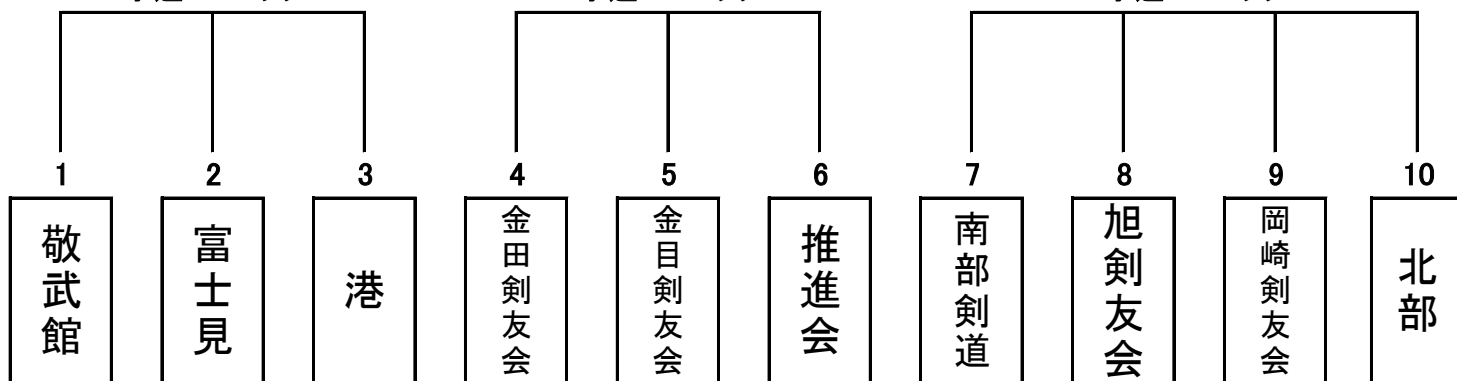 1 2 3 4 5 6 7 8 9 10
敬武館
富士見
港
金田剣友会
金目剣友会
推進会
南部剣道
旭剣友会
岡崎剣友会
北部